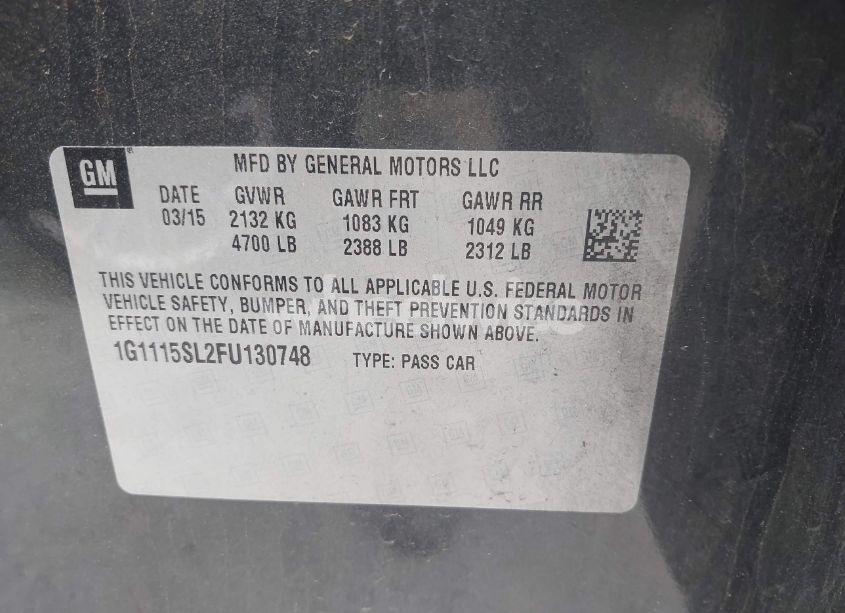 GM
MFD BY GENERAL MOTORS LLC
DATE GVWR GAWR FRT GAWR RR
03/15 2132 KG 1083 KG 1049 KG
4700 LB 2388 LB 2312 LB
THIS VEHICLE CONFORMS TO ALL APPLICABLE U.S. FEDERAL MOTOR
VEHICLE SAFETY, BUMPER, AND THEFT PREVENTION STANDARDS IN
EFFECT ON THE DATE OF MANUFACTURE SHOWN ABOVE.
1G1115SL2FU130748 TYPE: PASS CAR